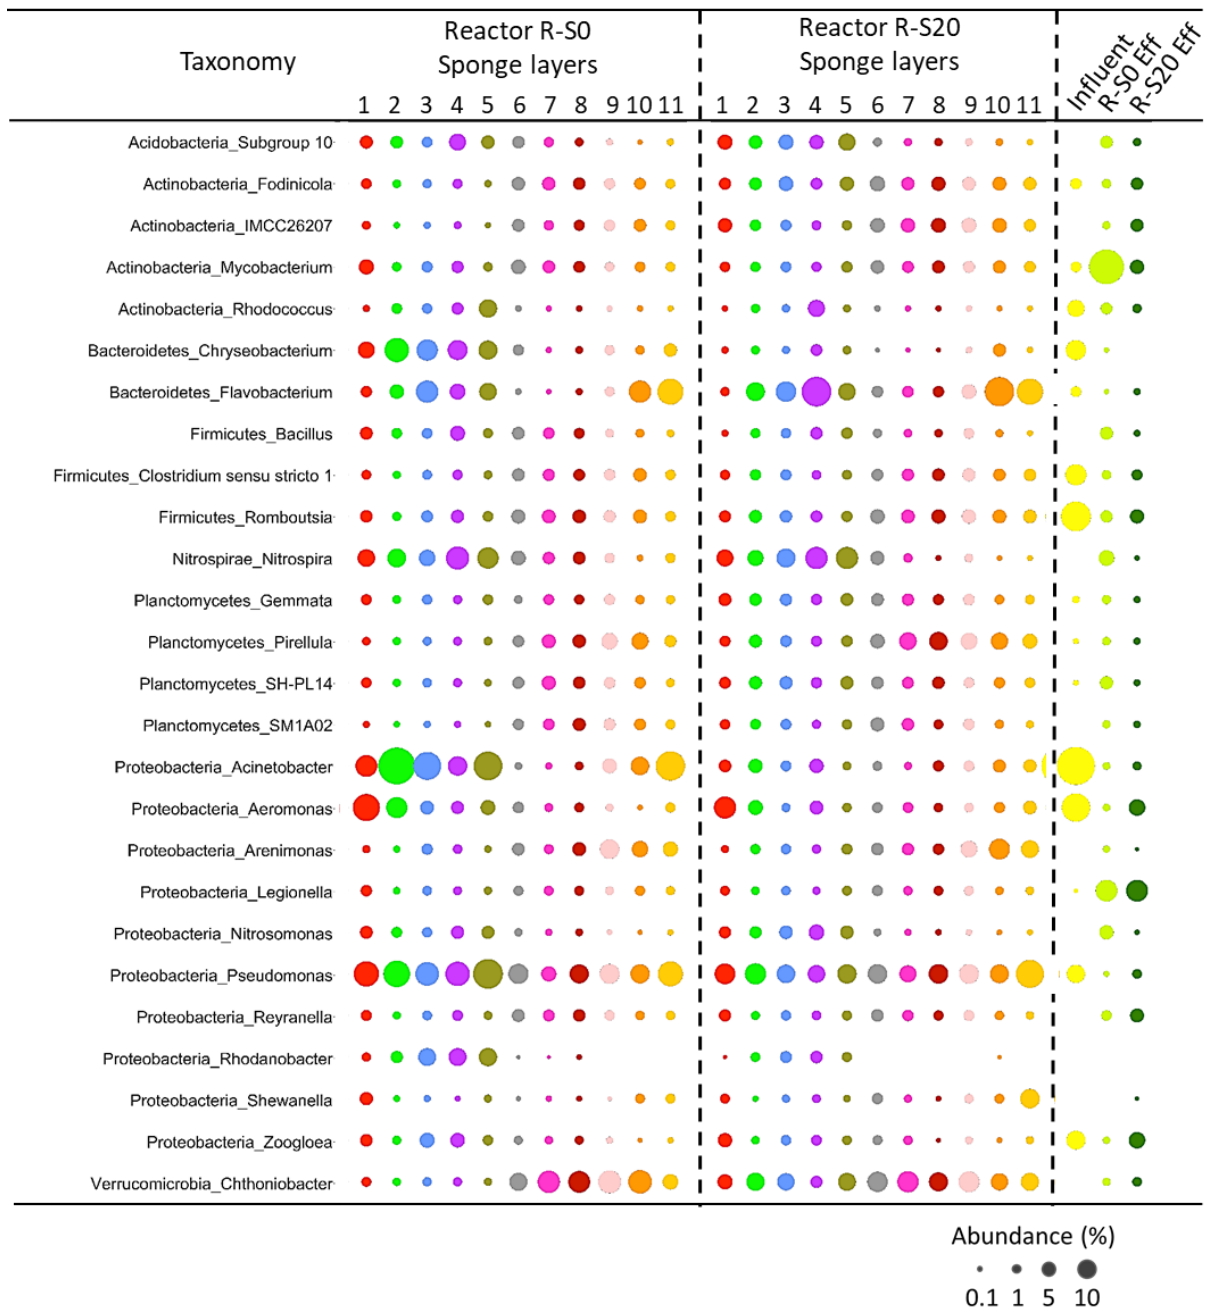 Reactor R-S0
Sponge layers
Reactor R-S20
Sponge layers
Taxonomy
Influent
R-S0 Eff
R-S20 Eff
1 2 3 4 5 6 7 8 9 10 11
1 2 3 4 5 6 7 8 9 10 11
Acidobacteria_Subgroup 10
Actinobacteria_Fodinicola
Actinobacteria_IMCC26207
Actinobacteria_Mycobacterium
Actinobacteria_Rhodococcus
Bacteroidetes_Chryseobacterium
Bacteroidetes_Flavobacterium
Firmicutes_Bacillus
Firmicutes_Clostridium sensu stricto 1
Firmicutes_Romboutsia
Nitrospirae_Nitrospira
Planctomycetes_Gemmata
Planctomycetes_Pirellula
Planctomycetes_SH-PL14
Planctomycetes_SM1A02
Proteobacteria_Acinetobacter
Proteobacteria_Aeromonas
Proteobacteria_Arenimonas
Proteobacteria_Legionella
Proteobacteria_Nitrosomonas
Proteobacteria_Pseudomonas
Proteobacteria_Reyranella
Proteobacteria_Rhodanobacter
Proteobacteria_Shewanella
Proteobacteria_Zoogloea
Verrucomicrobia_Chthoniobacter
Abundance (%)
0.1 1 5 10